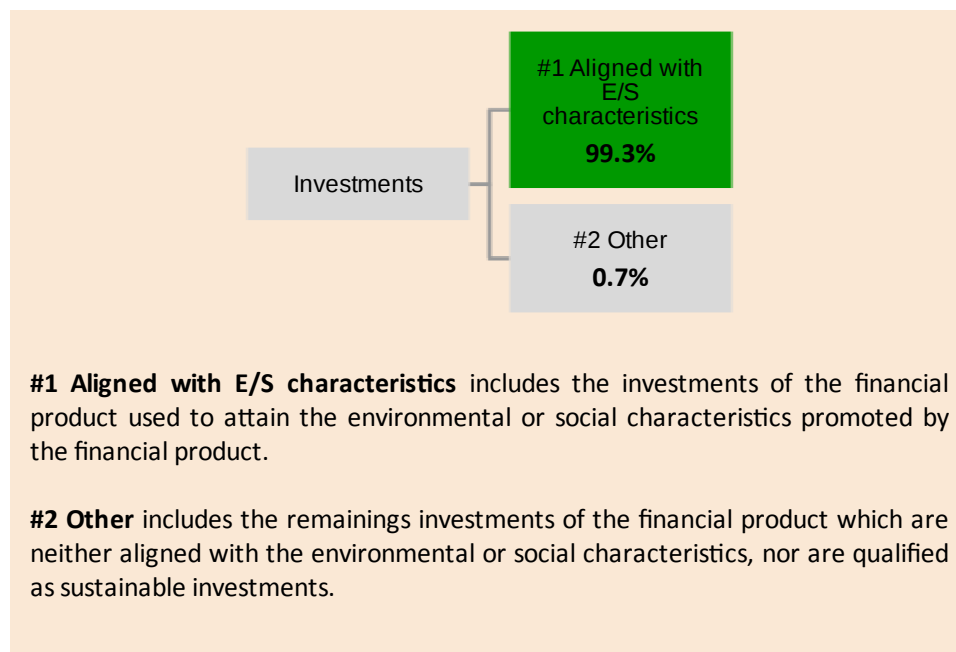 #1 Aligned with
E/S
characteristics
99.3%
Investments
#2 Other
0.7%
#1 Aligned with E/S characteristics includes the investments of the financial
product used to attain the environmental or social characteristics promoted by
the financial product.
#2 Other includes the remainings investments of the financial product which are
neither aligned with the environmental or social characteristics, nor are qualified
as sustainable investments.